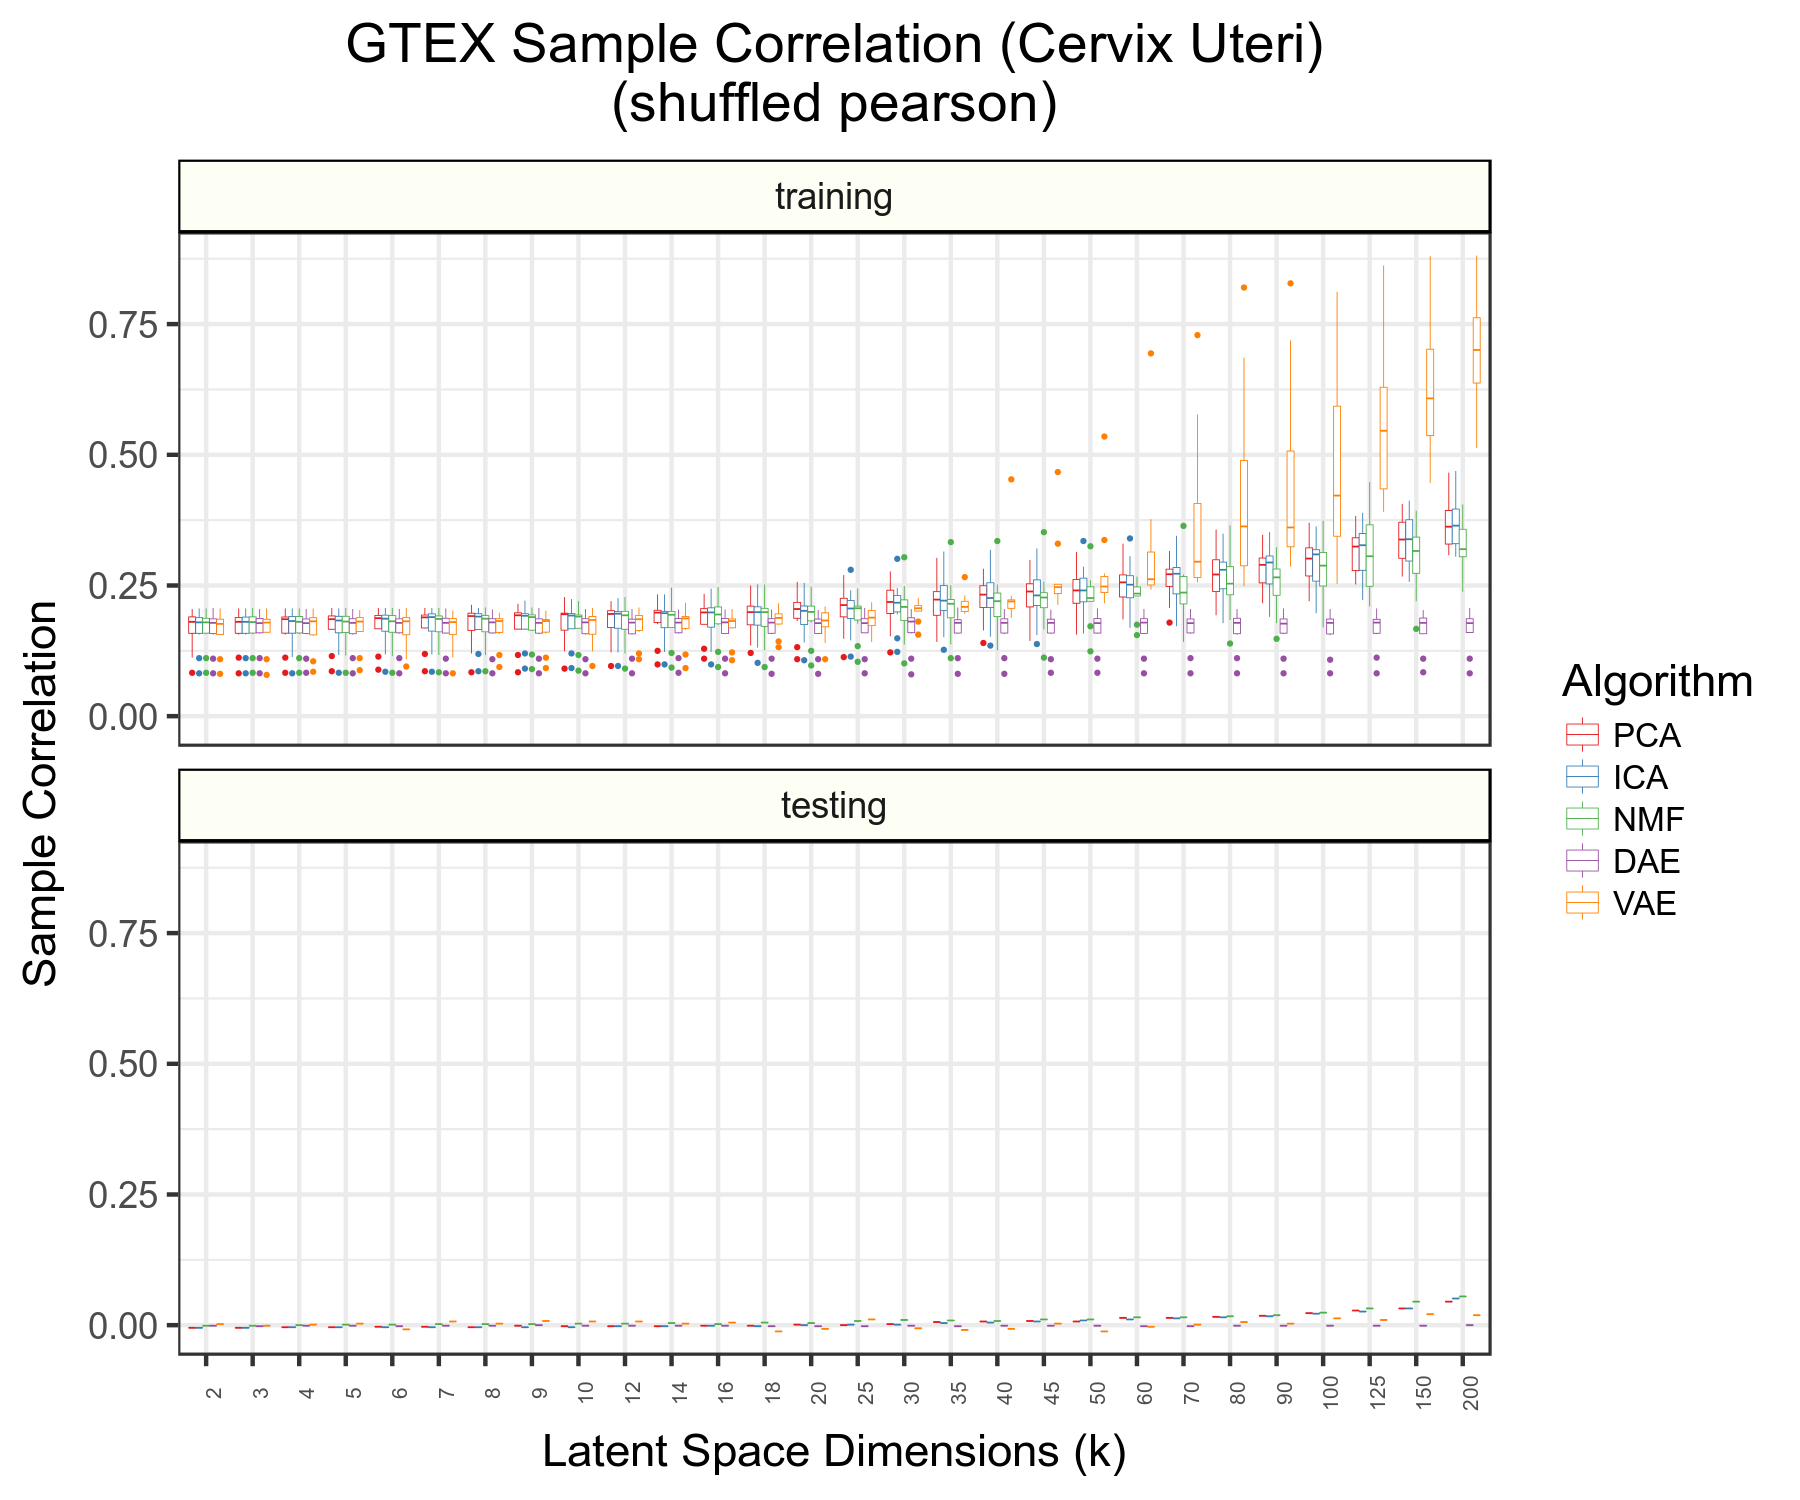 GTEX Sample Correlation (Cervix Uteri)
(shuffled pearson)
training
0.75
0.50
0.25
0.00
testing
0.75
0.50
0.25
0.00
Sample Correlation
2 3 4 5 6 7 8 9 10 12 14 16 18 20 25 30 35 40 45 50 60 70 80 90 100 125 150 200
Latent Space Dimensions (k)
Algorithm
PCA
ICA
NMF
DAE
VAE